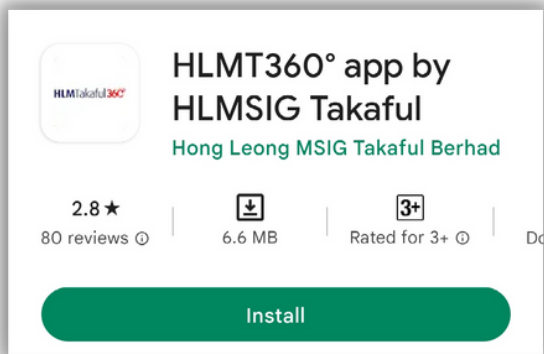 HLMTakaful360°
HLMT360° app by
HLMSIG Takaful
Hong Leong MSIG Takaful Berhad
2.8★
80 reviews
6.6 MB
3+
Rated for 3+
Do
Install